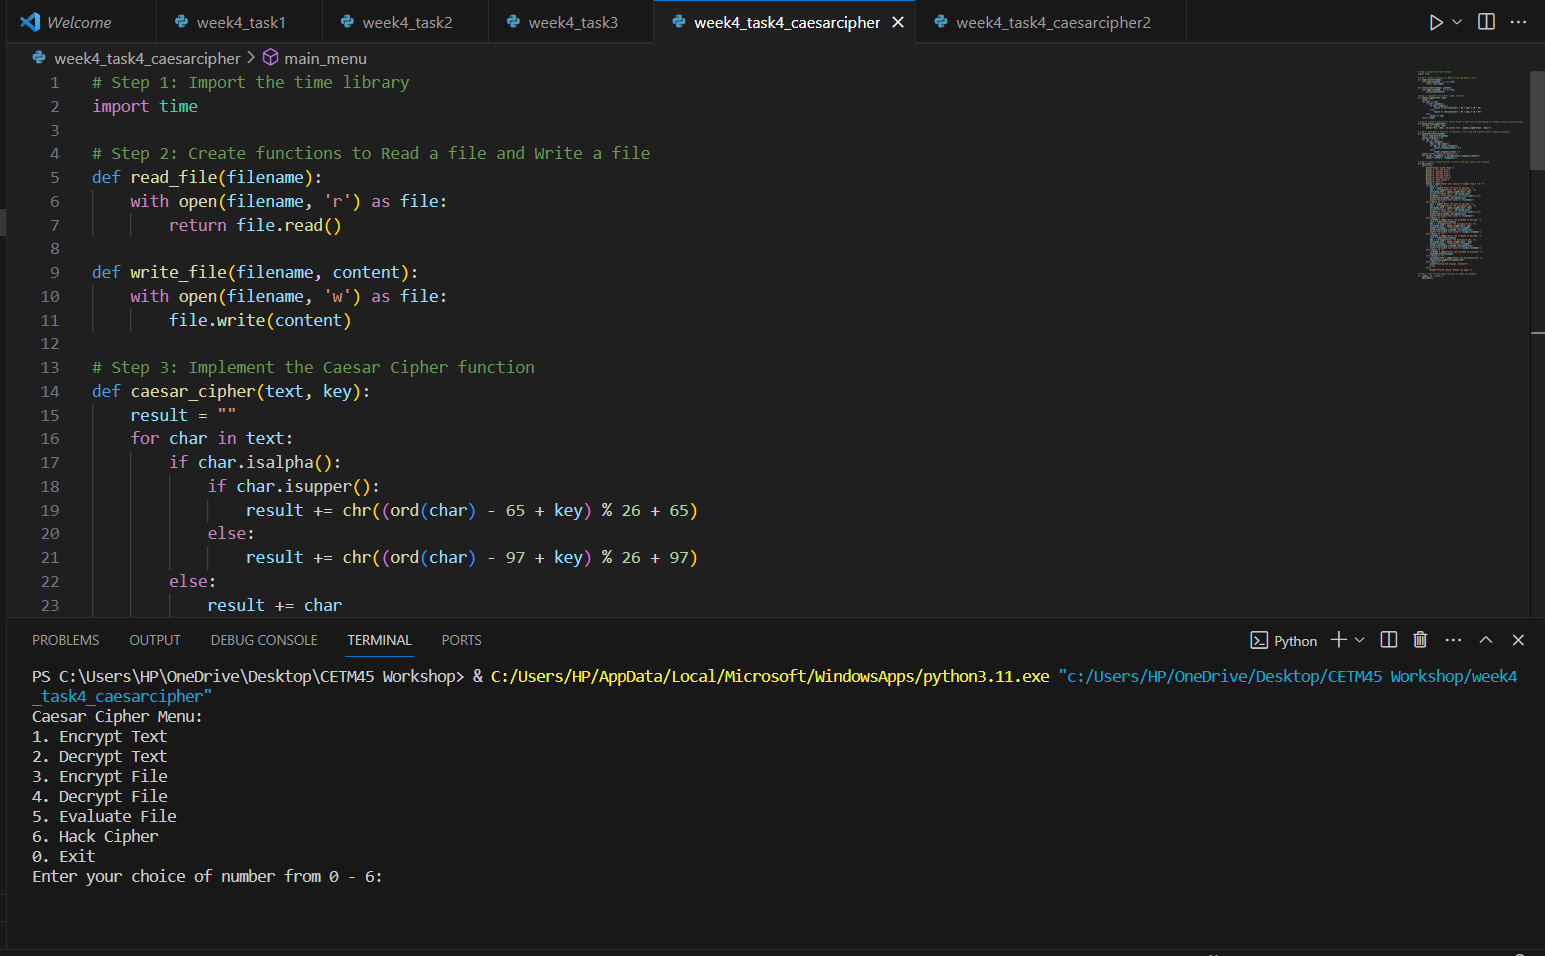 Welcome
week4_task1
week4_task2
week4_task3
week4_task4_caesarcipher
week4_task4_caesarcipher2
week4_task4_caesarcipher > main_menu
1 # Step 1: Import the time library
2 import time
3
4 # Step 2: Create functions to Read a file and Write a file
5 def read_file(filename):
6     with open(filename, 'r') as file:
7         return file.read()
8
9 def write_file(filename, content):
10     with open(filename, 'w') as file:
11         file.write(content)
12
13 # Step 3: Implement the Caesar Cipher function
14 def caesar_cipher(text, key):
15     result = ""
16     for char in text:
17         if char.isalpha():
18             if char.isupper():
19                 result += chr((ord(char) - 65 + key) % 26 + 65)
20             else:
21                 result += chr((ord(char) - 97 + key) % 26 + 97)
22         else:
23             result += char
PROBLEMS OUTPUT DEBUG CONSOLE TERMINAL PORTS
Python
PS C:\Users\HP\OneDrive\Desktop\CETM45 Workshop> & C:/Users/HP/AppData/Local/Microsoft/WindowsApps/python3.11.exe "c:/Users/HP/OneDrive/Desktop/CETM45 Workshop/week4
_task4_caesarcipher"
Caesar Cipher Menu:
1. Encrypt Text
2. Decrypt Text
3. Encrypt File
4. Decrypt File
5. Evaluate File
6. Hack Cipher
0. Exit
Enter your choice of number from 0 - 6: